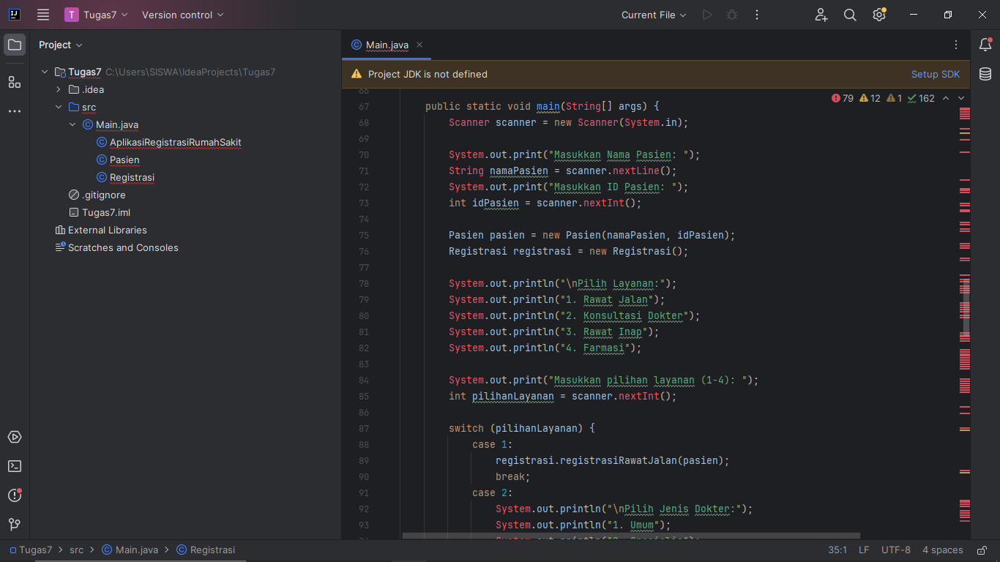 T Tugas7 Version control Current File
Project
Main.java
Tugas7 C:\Users\SISWA\IdeaProjects\Tugas7
.idea
src
Main.java
AplikasiRegistrasiRumahSakit
Pasien
Registrasi
.gitignore
Tugas7.iml
External Libraries
Scratches and Consoles
Project JDK is not defined Setup SDK
79 12 1 162
66
67 public static void main(String[] args) {
68 Scanner scanner = new Scanner(System.in);
69
70 System.out.print("Masukkan Nama Pasien: ");
71 String namaPasien = scanner.nextLine();
72 System.out.print("Masukkan ID Pasien: ");
73 int idPasien = scanner.nextInt();
74
75 Pasien pasien = new Pasien(namaPasien, idPasien);
76 Registrasi registrasi = new Registrasi();
77
78 System.out.println("\nPilih Layanan:");
79 System.out.println("1. Rawat Jalan");
80 System.out.println("2. Konsultasi Dokter");
81 System.out.println("3. Rawat Inap");
82 System.out.println("4. Farmasi");
83
84 System.out.print("Masukkan pilihan layanan (1-4): ");
85 int pilihanLayanan = scanner.nextInt();
86
87 switch (pilihanLayanan) {
88 case 1:
89 registrasi.registrasiRawatJalan(pasien);
90 break;
91 case 2:
92 System.out.println("\nPilih Jenis Dokter:");
93 System.out.println("1. Umum");
Tugas7 > src > Main.java > Registrasi
35:1 LF UTF-8 4 spaces